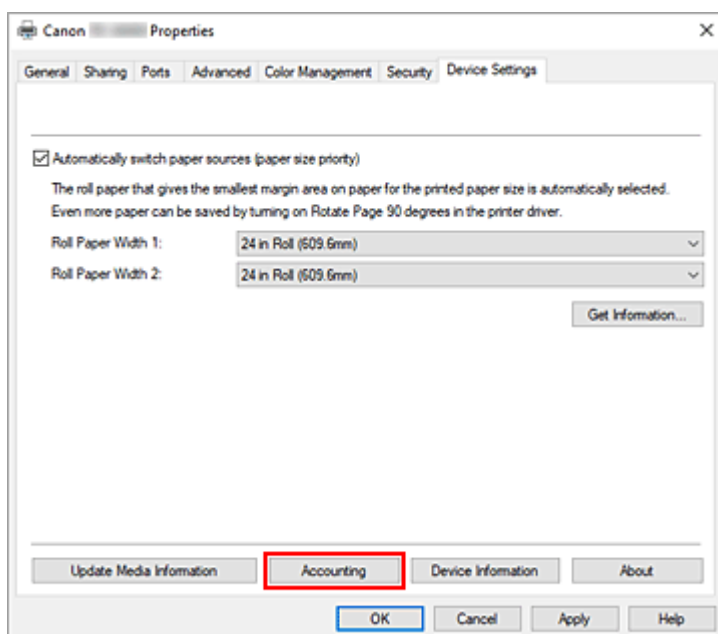 Canon Properties
General Sharing Ports Advanced Color Management Security Device Settings
Automatically switch paper sources (paper size priority)
The roll paper that gives the smallest margin area on paper for the printed paper size is automatically selected.
Even more paper can be saved by turning on Rotate Page 90 degrees in the printer driver.
Roll Paper Width 1: 24 in Roll (609.6mm)
Roll Paper Width 2: 24 in Roll (609.6mm)
Get Information...
Update Media Information Accounting Device Information About
OK Cancel Apply Help